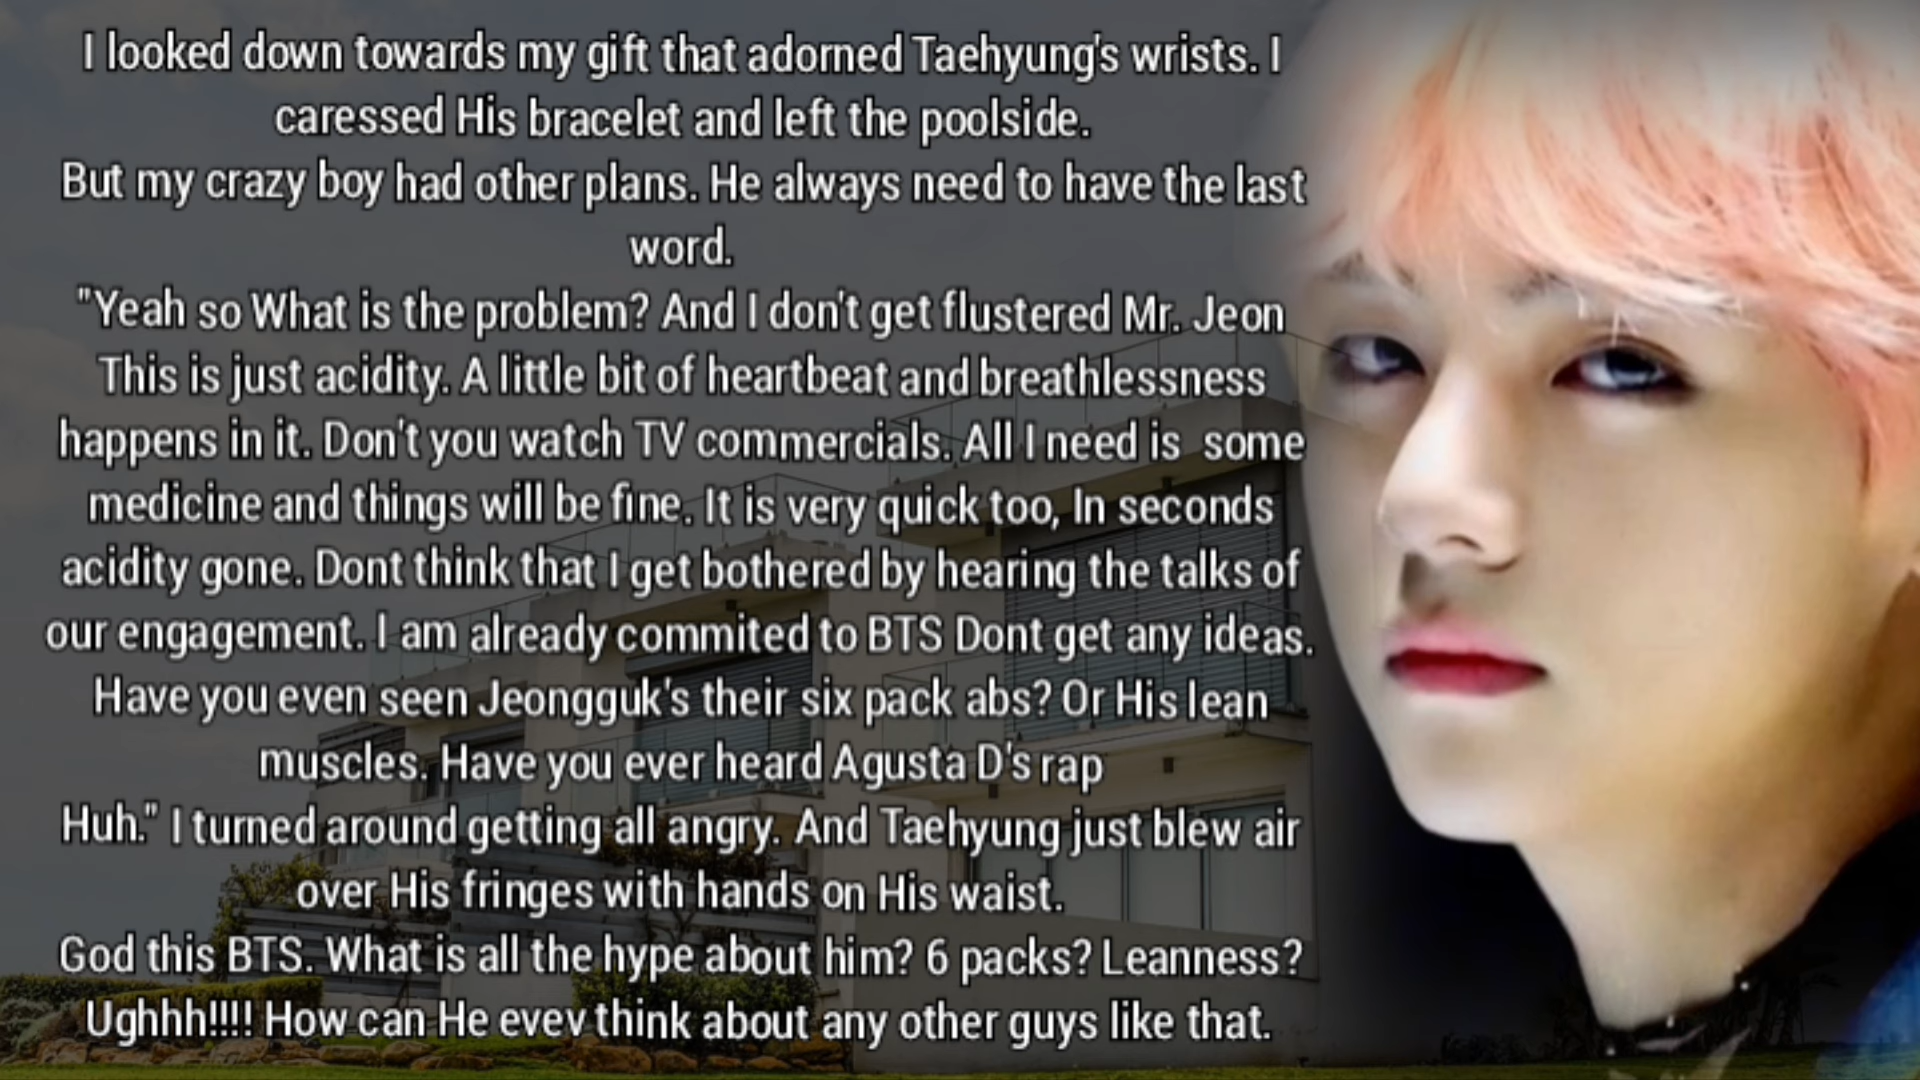 I looked down towards my gift that adorned Taehyung's wrists. I
caressed His bracelet and left the poolside.
But my crazy boy had other plans. He always need to have the last
word.
"Yeah so What is the problem? And I don't get flustered Mr. Jeon
This is just acidity. A little bit of heartbeat and breathlessness
happens in it. Don't you watch TV commercials. All I need is  some
medicine and things will be fine. It is very quick too, In seconds
acidity gone. Dont think that I get bothered by hearing the talks of
our engagement. I am already commited to BTS Dont get any ideas.
Have you even seen Jeongguk's their six pack abs? Or His lean
muscles. Have you ever heard Agusta D's rap
Huh." I turned around getting all angry. And Taehyung just blew air
over His fringes with hands on His waist.
God this BTS. What is all the hype about him? 6 packs? Leanness?
Ughhh!!!! How can He evev think about any other guys like that.